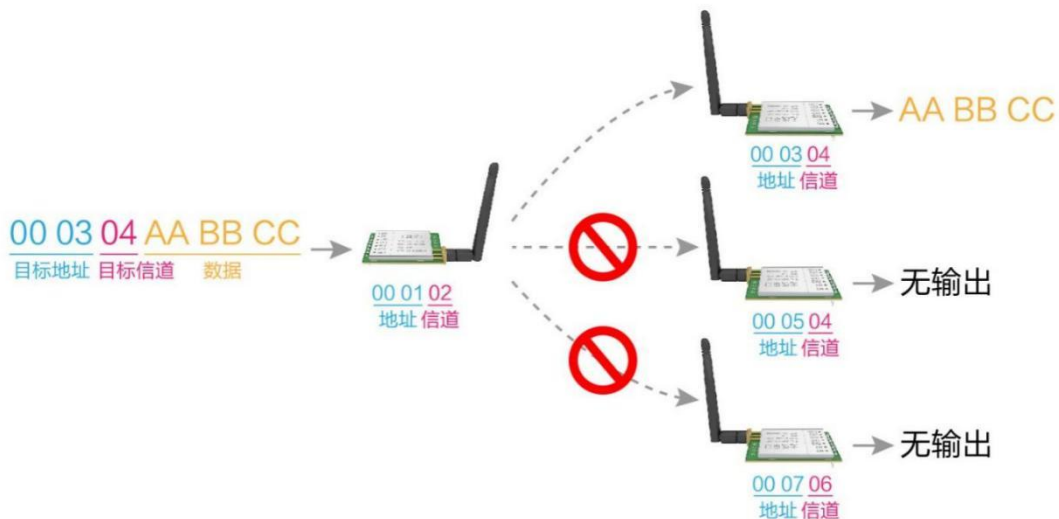 00 03 04 AA BB CC
目标地址 目标信道 数据
00 01 02
地址 信道
AA BB CC
00 03 04
地址 信道
无输出
00 05 04
地址 信道
无输出
00 07 06
地址 信道